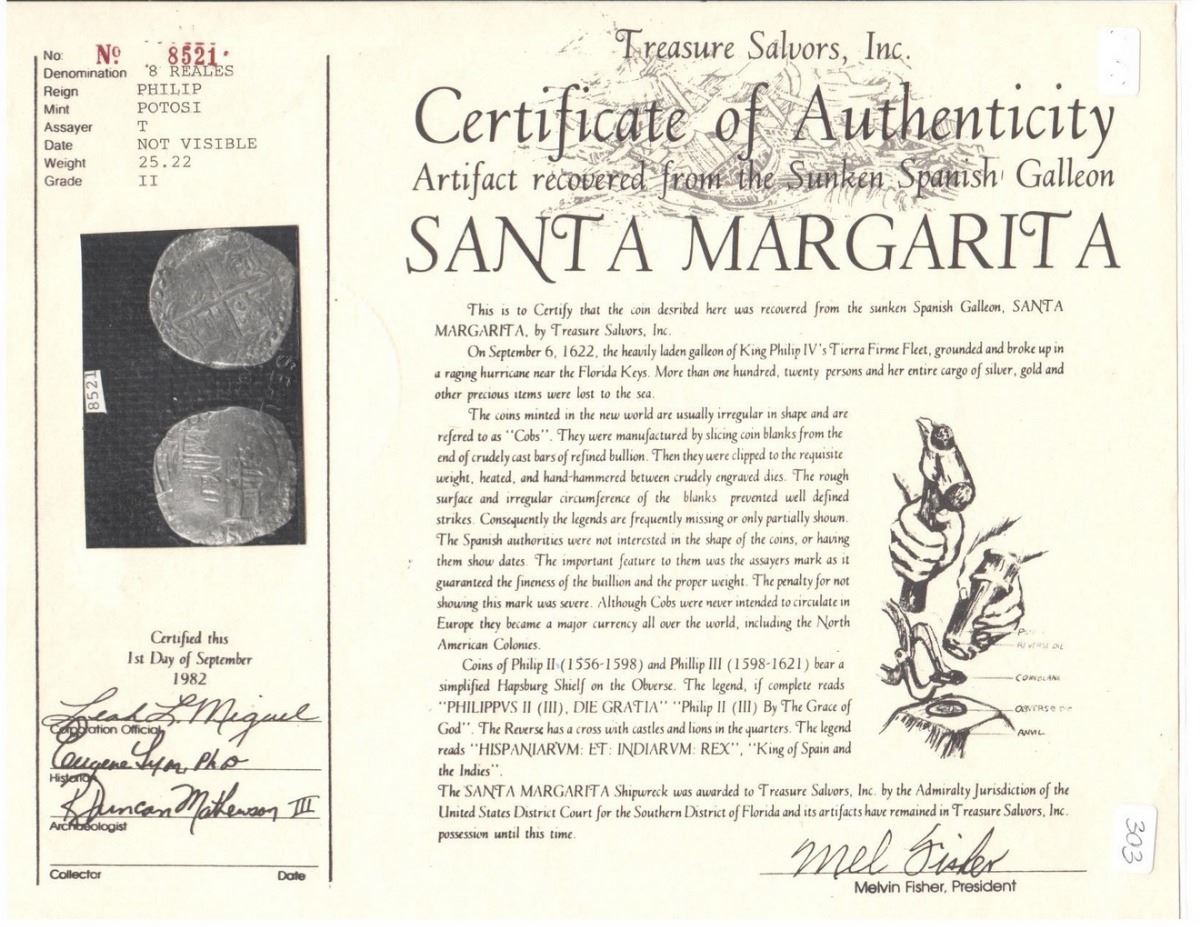 No: Nº 8521
Denomination 8 REALES
Reign PHILIP
Mint POTOSI
Assayer T
Date NOT VISIBLE
Weight 25.22
Grade II
8521
Certified this
1st Day of September
1982
Leah L. Miguel
Corporation Official
Eugene Lyon, PhD
Historian
R. Duncan Mathewson III
Archaeologist
Collector Date
Treasure Salvors, Inc.
Certificate of Authenticity
Artifact recovered from the Sunken Spanish Galleon
SANTA MARGARITA
This is to Certify that the coin desribed here was recovered from the sunken Spanish Galleon, SANTA
MARGARITA, by Treasure Salvors, Inc.
On September 6, 1622, the heavily laden galleon of King Philip IV's Tierra Firme Fleet, grounded and broke up in
a raging hurricane near the Florida Keys. More than one hundred, twenty persons and her entire cargo of silver, gold and
other precious items were lost to the sea.
The coins minted in the new world are usually irregular in shape and are
refered to as "Cobs". They were manufactured by slicing coin blanks from the
end of crudely cast bars of refined bullion. Then they were clipped to the requisite
weight, heated, and hand-hammered between crudely engraved dies. The rough
surface and irregular circumference of the blanks prevented well defined
strikes. Consequently the legends are frequently missing or only partially shown.
The Spanish authorities were not interested in the shape of the coins, or having
them show dates. The important feature to them was the assayers mark as it
guaranteed the fineness of the buillion and the proper weight. The penalty for not
showing this mark was severe. Although Cobs were never intended to circulate in
Europe they became a major currency all over the world, including the North
American Colonies.
Coins of Philip II (1556-1598) and Phillip III (1598-1621) bear a
simplified Hapsburg Shielf on the Obverse. The legend, if complete reads
"PHILIPPVS II (III), DIE GRATIA" "Philip II (III) By The Grace of
God". The Reverse has a cross with castles and lions in the quarters. The legend
reads "HISPANIARVM: ET: INDIARVM: REX", "King of Spain and
the Indies".
The SANTA MARGARITA Shipwreck was awarded to Treasure Salvors, Inc. by the Admiralty Jurisdiction of the
United States District Court for the Southern District of Florida and its artifacts have remained in Treasure Salvors, Inc.
possession until this time.
REVERSE DIE
COIN BLANK
OBVERSE DIE
ANVIL
Mel Fisher
Melvin Fisher, President
303